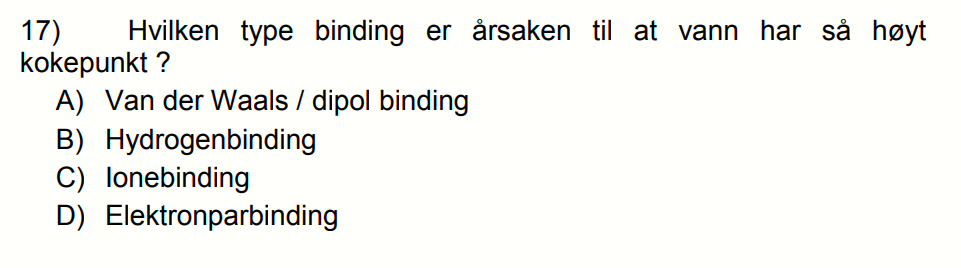 17) Hvilken type binding er årsaken til at vann har så høyt
kokepunkt ?
A) Van der Waals / dipol binding
B) Hydrogenbinding
C) Ionebinding
D) Elektronparbinding